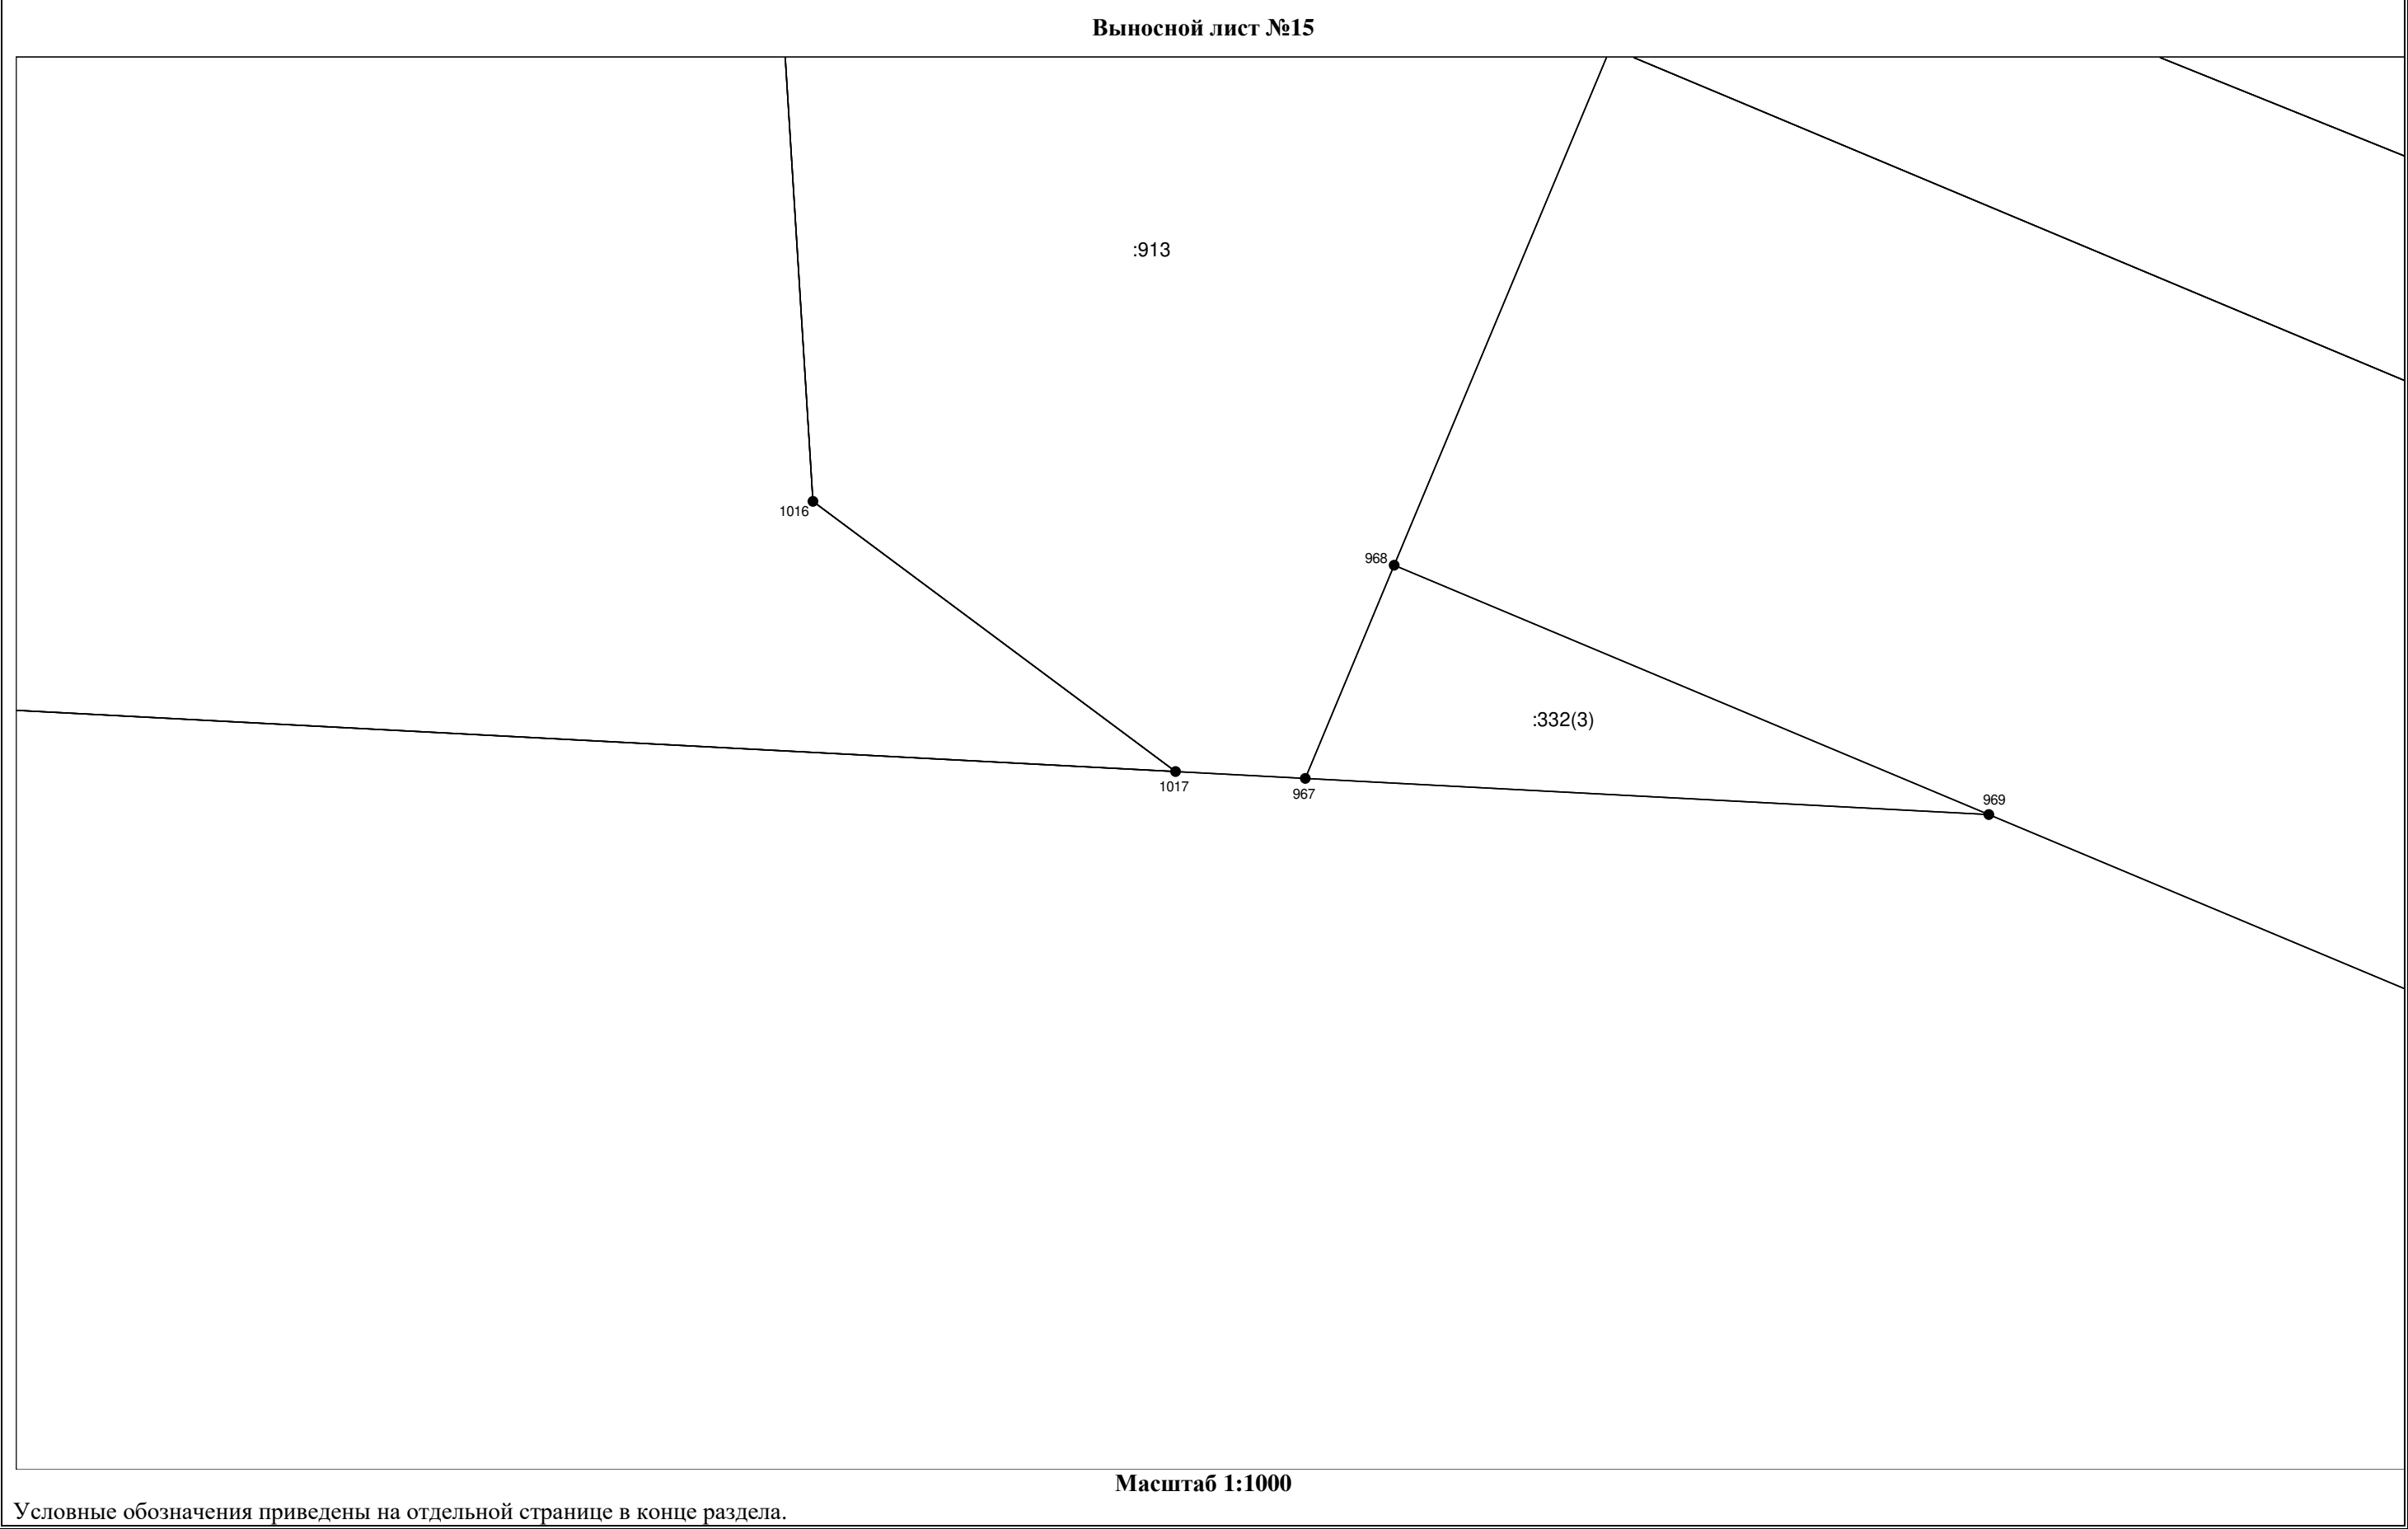 Выносной лист №15
:913
1016
968
:332(3)
1017
967
969
Масштаб 1:1000
Условные обозначения приведены на отдельной странице в конце раздела.